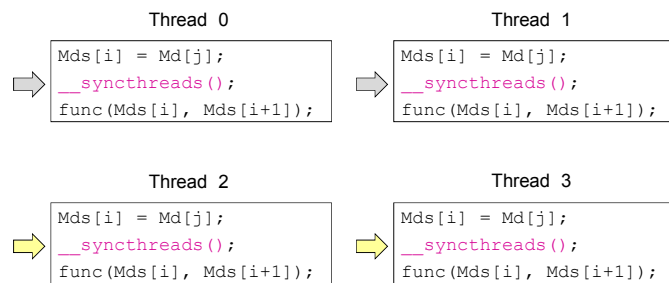 Thread 0
Mds[i] = Md[j];
__syncthreads();
func(Mds[i], Mds[i+1]);
Thread 1
Mds[i] = Md[j];
__syncthreads();
func(Mds[i], Mds[i+1]);
Thread 2
Mds[i] = Md[j];
__syncthreads();
func(Mds[i], Mds[i+1]);
Thread 3
Mds[i] = Md[j];
__syncthreads();
func(Mds[i], Mds[i+1]);